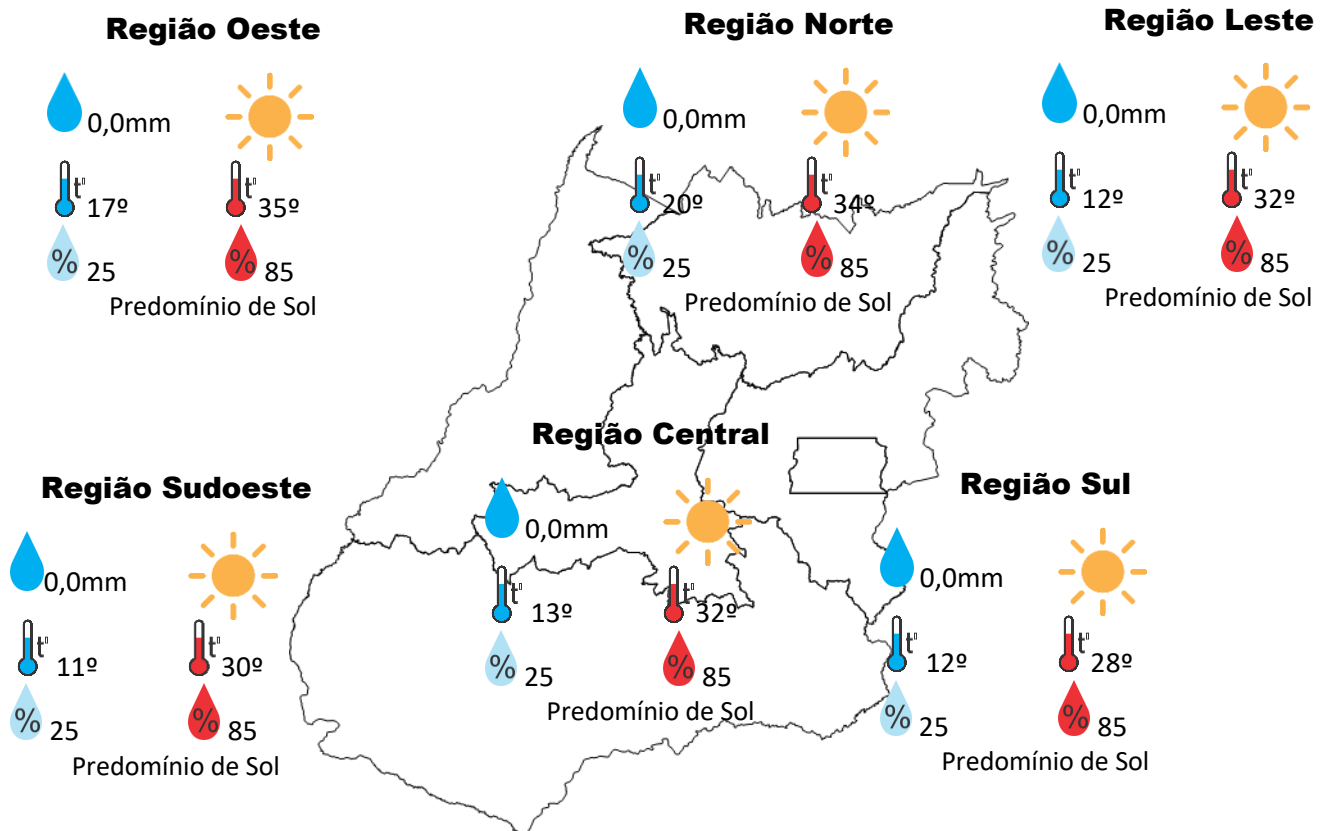 Região Oeste
0,0mm
t°
17º
t°
35º
%
25
%
85
Predomínio de Sol
Região Norte
0,0mm
t°
20º
t°
34º
%
25
%
85
Predomínio de Sol
Região Leste
0,0mm
t°
12º
t°
32º
%
25
%
85
Predomínio de Sol
Região Sudoeste
0,0mm
t°
11º
t°
30º
%
25
%
85
Predomínio de Sol
Região Central
0,0mm
t°
13º
t°
32º
%
25
%
85
Predomínio de Sol
Região Sul
0,0mm
t°
12º
t°
28º
%
25
%
85